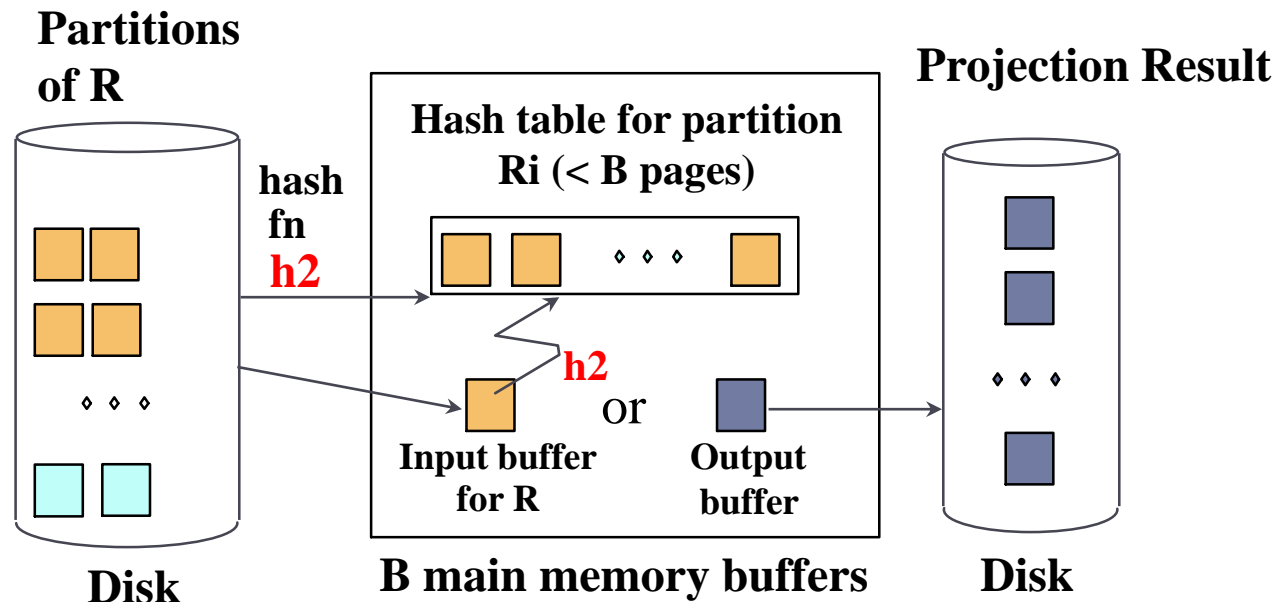 Partitions
of R
Projection Result
Hash table for partition
Ri (< B pages)
hash
fn
h2
h2
or
Input buffer
for R
Output
buffer
Disk
B main memory buffers
Disk